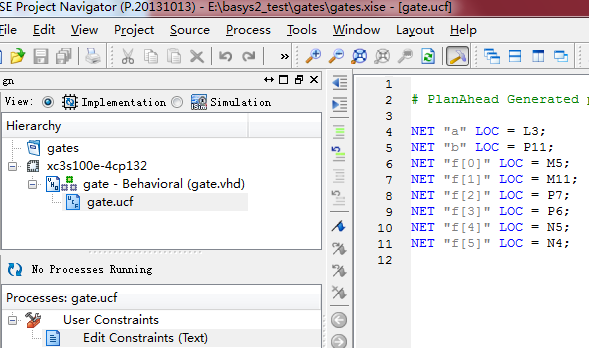 SE Project Navigator (P.20131013) - E:\basys2_test\gates\gates.xise - [gate.ucf]
File Edit View Project Source Process Tools Window Layout Help
gn
View: Implementation Simulation
Hierarchy
gates
xc3s100e-4cp132
gate - Behavioral (gate.vhd)
gate.ucf
No Processes Running
Processes: gate.ucf
User Constraints
Edit Constraints (Text)
1
2 # PlanAhead Generated
3
4 NET "a" LOC = L3;
5 NET "b" LOC = P11;
6 NET "f[0]" LOC = M5;
7 NET "f[1]" LOC = M11;
8 NET "f[2]" LOC = P7;
9 NET "f[3]" LOC = P6;
10 NET "f[4]" LOC = N5;
11 NET "f[5]" LOC = N4;
12